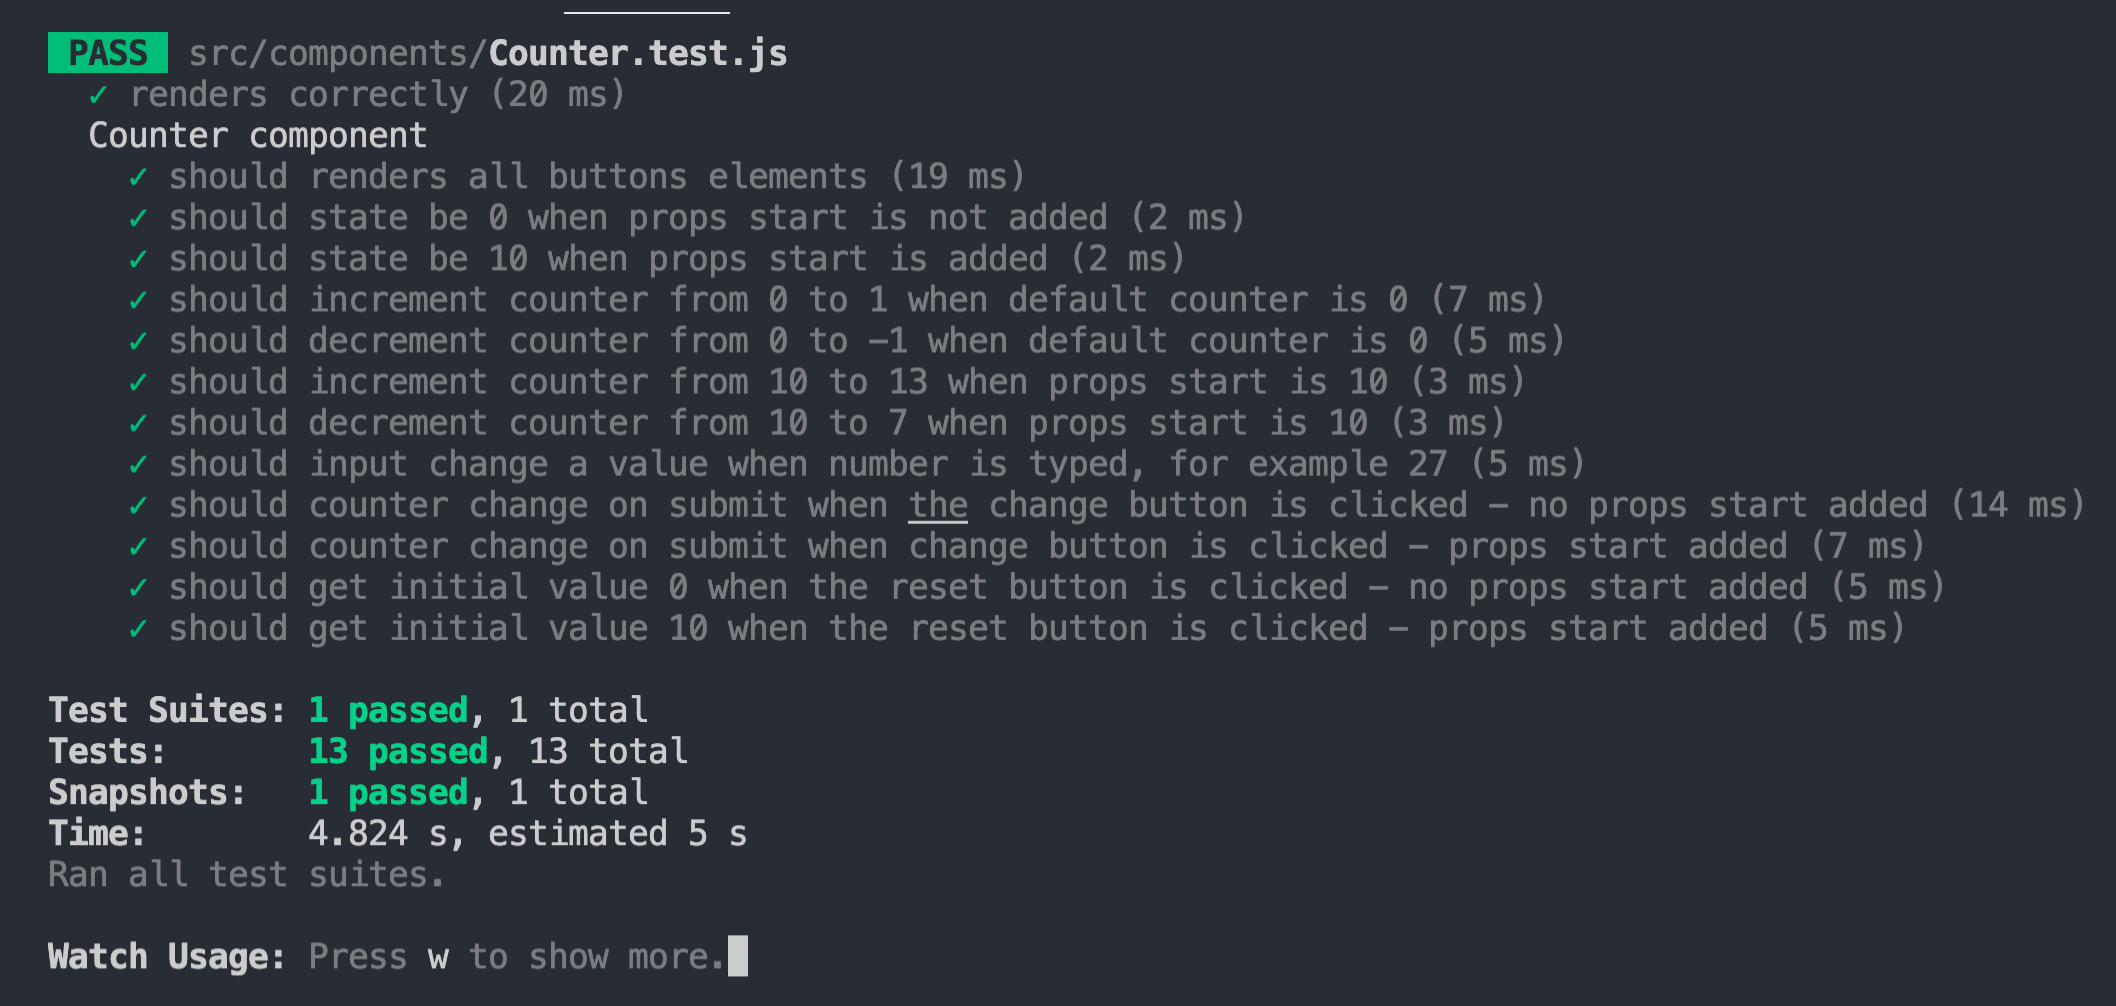 PASS src/components/Counter.test.js
✓ renders correctly (20 ms)
Counter component
✓ should renders all buttons elements (19 ms)
✓ should state be 0 when props start is not added (2 ms)
✓ should state be 10 when props start is added (2 ms)
✓ should increment counter from 0 to 1 when default counter is 0 (7 ms)
✓ should decrement counter from 0 to -1 when default counter is 0 (5 ms)
✓ should increment counter from 10 to 13 when props start is 10 (3 ms)
✓ should decrement counter from 10 to 7 when props start is 10 (3 ms)
✓ should input change a value when number is typed, for example 27 (5 ms)
✓ should counter change on submit when the change button is clicked - no props start added (14 ms)
✓ should counter change on submit when change button is clicked - props start added (7 ms)
✓ should get initial value 0 when the reset button is clicked - no props start added (5 ms)
✓ should get initial value 10 when the reset button is clicked - props start added (5 ms)
Test Suites: 1 passed, 1 total
Tests: 13 passed, 13 total
Snapshots: 1 passed, 1 total
Time: 4.824 s, estimated 5 s
Ran all test suites.
Watch Usage: Press w to show more.